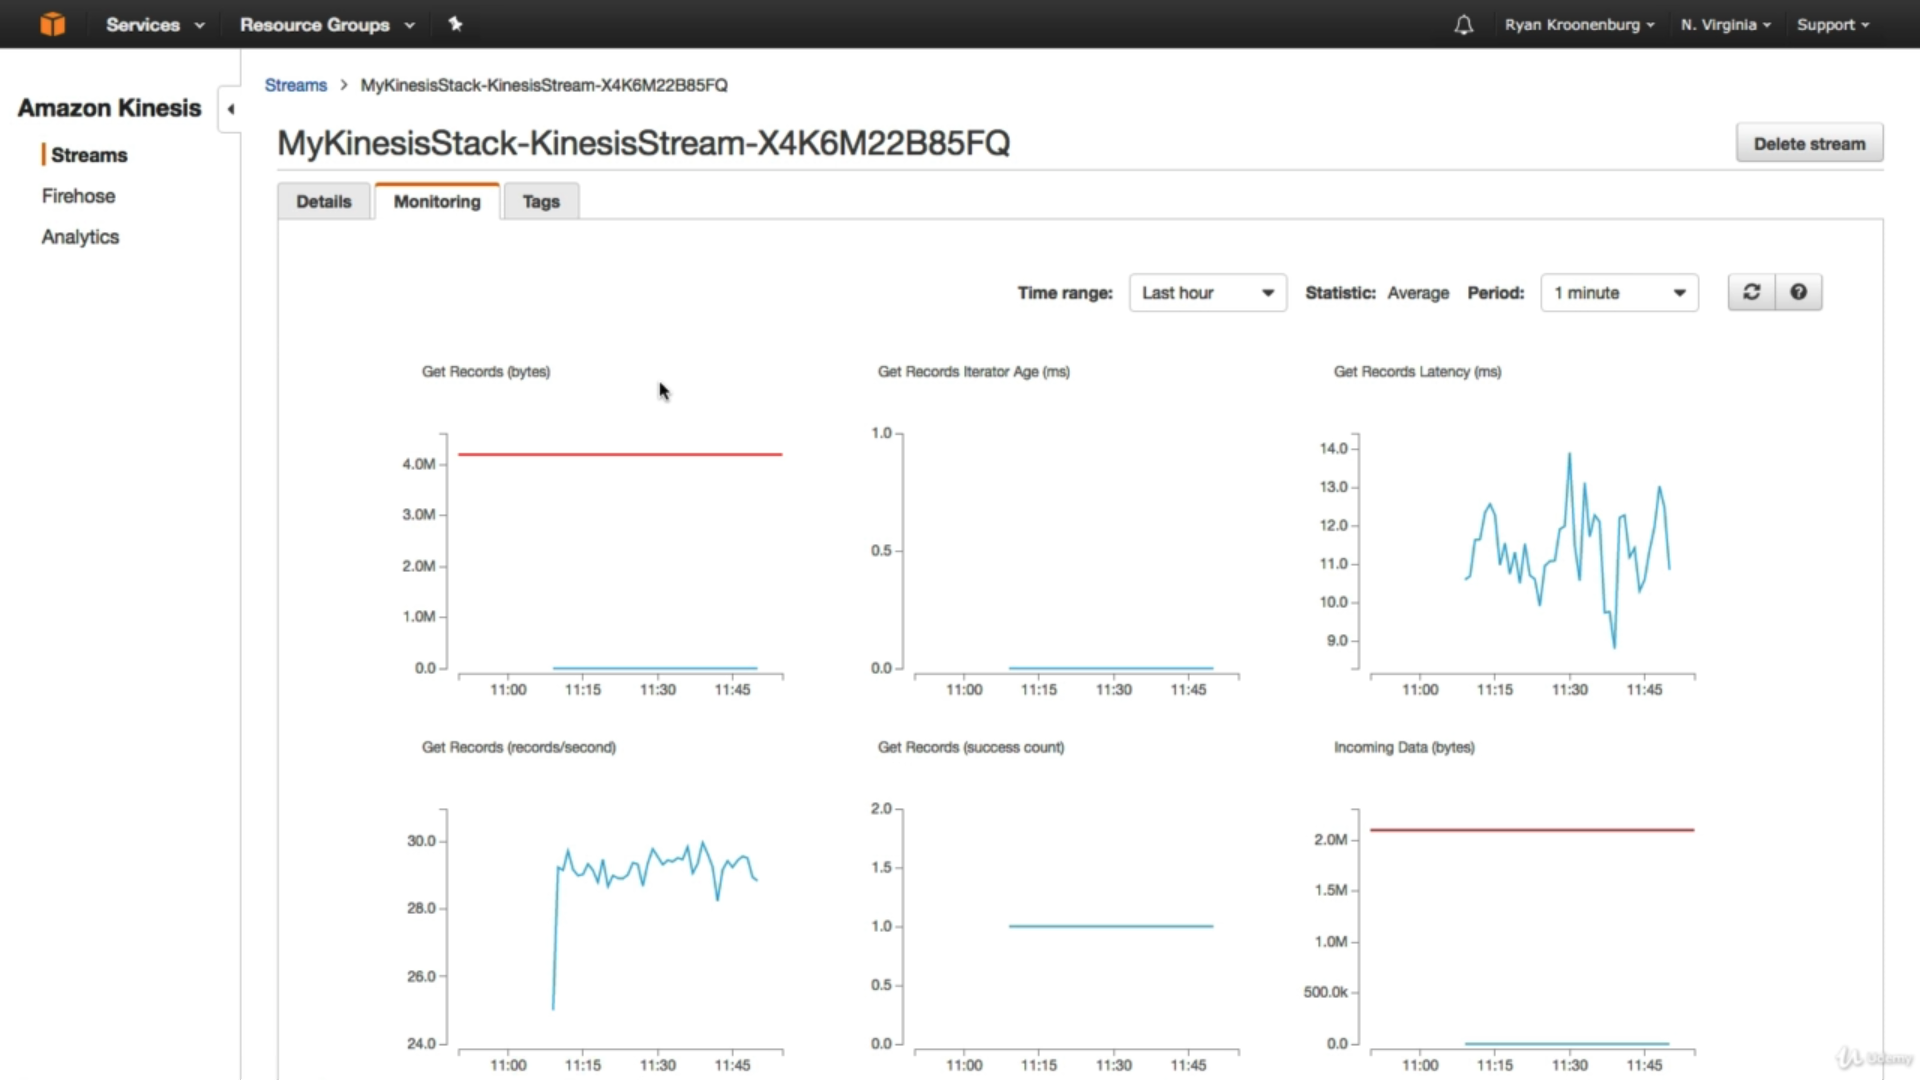 Services Resource Groups Ryan Kroonenburg N. Virginia Support
Streams > MyKinesisStack-KinesisStream-X4K6M22B85FQ
Amazon Kinesis
Streams
Firehose
Analytics
MyKinesisStack-KinesisStream-X4K6M22B85FQ
Delete stream
Details Monitoring Tags
Time range: Last hour Statistic: Average Period: 1 minute
Get Records (bytes)
4.0M
3.0M
2.0M
1.0M
0.0
11:00 11:15 11:30 11:45
Get Records Iterator Age (ms)
1.0
0.5
0.0
11:00 11:15 11:30 11:45
Get Records Latency (ms)
14.0
13.0
12.0
11.0
10.0
9.0
11:00 11:15 11:30 11:45
Get Records (records/second)
30.0
28.0
26.0
24.0
11:00 11:15 11:30 11:45
Get Records (success count)
2.0
1.5
1.0
0.5
0.0
11:00 11:15 11:30 11:45
Incoming Data (bytes)
2.0M
1.5M
1.0M
500.0k
0.0
11:00 11:15 11:30 11:45
Udemy